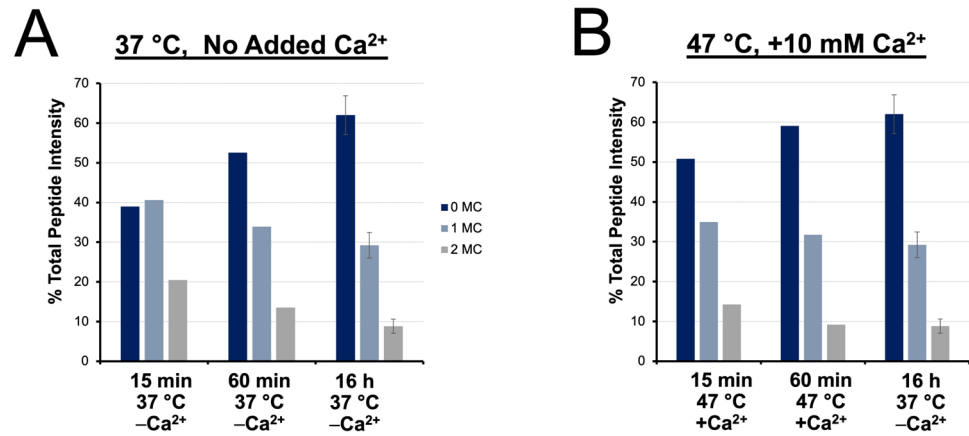 A
37 °C, No Added Ca²⁺
% Total Peptide Intensity
70
60
50
40
30
20
10
0
15 min
37 °C
–Ca²⁺
60 min
37 °C
–Ca²⁺
16 h
37 °C
–Ca²⁺
0 MC
1 MC
2 MC
B
47 °C, +10 mM Ca²⁺
% Total Peptide Intensity
70
60
50
40
30
20
10
0
15 min
47 °C
+Ca²⁺
60 min
47 °C
+Ca²⁺
16 h
37 °C
–Ca²⁺